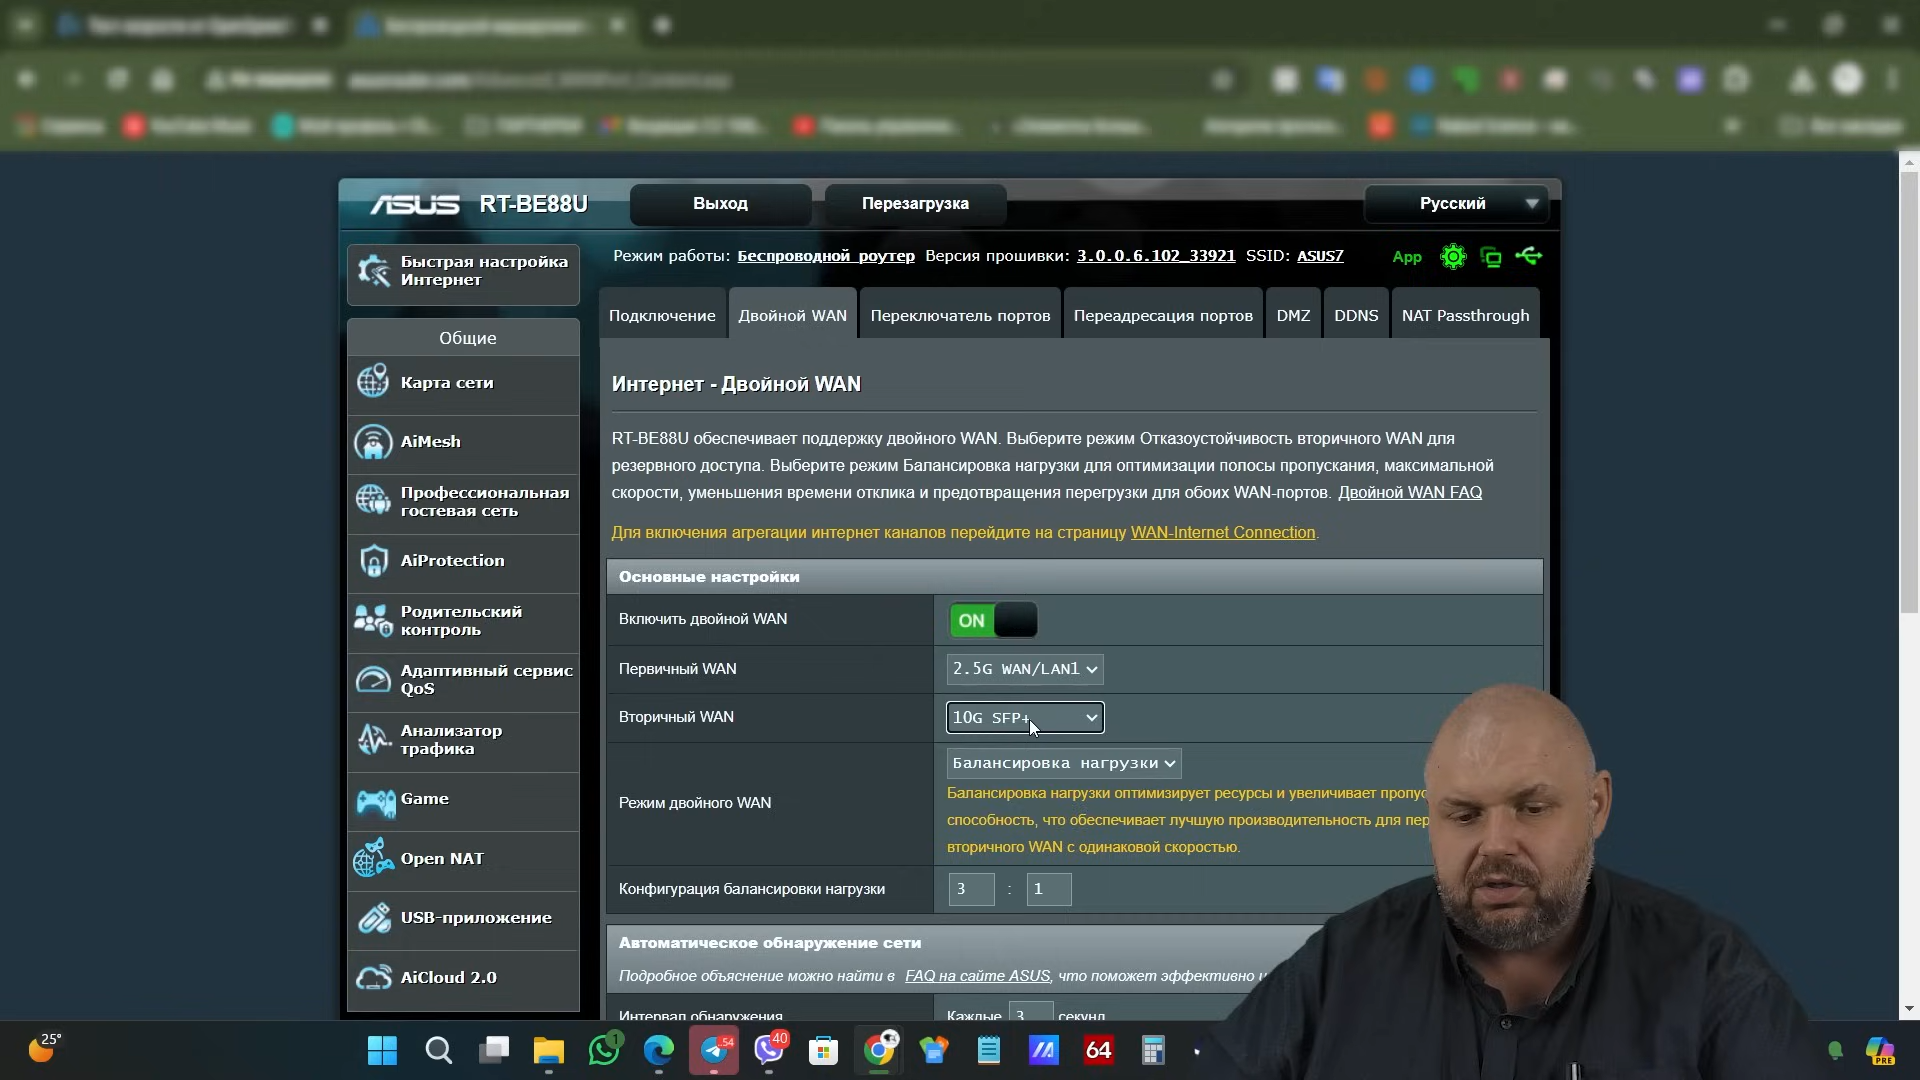 ASUS RT-BE88U
Выход
Перезагрузка
Русский
Быстрая настройка
Интернет
Режим работы: Беспроводной роутер Версия прошивки: 3.0.0.6.102_33921 SSID: ASUS7
App
Общие
Подключение
Двойной WAN
Переключатель портов
Переадресация портов
DMZ
DDNS
NAT Passthrough
Карта сети
AiMesh
Профессиональная
гостевая сеть
AiProtection
Родительский
контроль
Адаптивный сервис
QoS
Анализатор
трафика
Game
Open NAT
USB-приложение
AiCloud 2.0
Интернет - Двойной WAN
RT-BE88U обеспечивает поддержку двойного WAN. Выберите режим Отказоустойчивость вторичного WAN для
резервного доступа. Выберите режим Балансировка нагрузки для оптимизации полосы пропускания, максимальной
скорости, уменьшения времени отклика и предотвращения перегрузки для обоих WAN-портов. Двойной WAN FAQ
Для включения агрегации интернет каналов перейдите на страницу WAN-Internet Connection.
Основные настройки
Включить двойной WAN
ON
Первичный WAN
2.5G WAN/LAN1
Вторичный WAN
10G SFP+
Режим двойного WAN
Балансировка нагрузки
Балансировка нагрузки оптимизирует ресурсы и увеличивает пропус
способность, что обеспечивает лучшую производительность для пер
вторичного WAN с одинаковой скоростью.
Конфигурация балансировки нагрузки
3 : 1
Автоматическое обнаружение сети
Подробное объяснение можно найти в FAQ на сайте ASUS, что поможет эффективно и
Интервал обнаружения
Каждые 3 секунд
25°
1
54
40
64
PRE